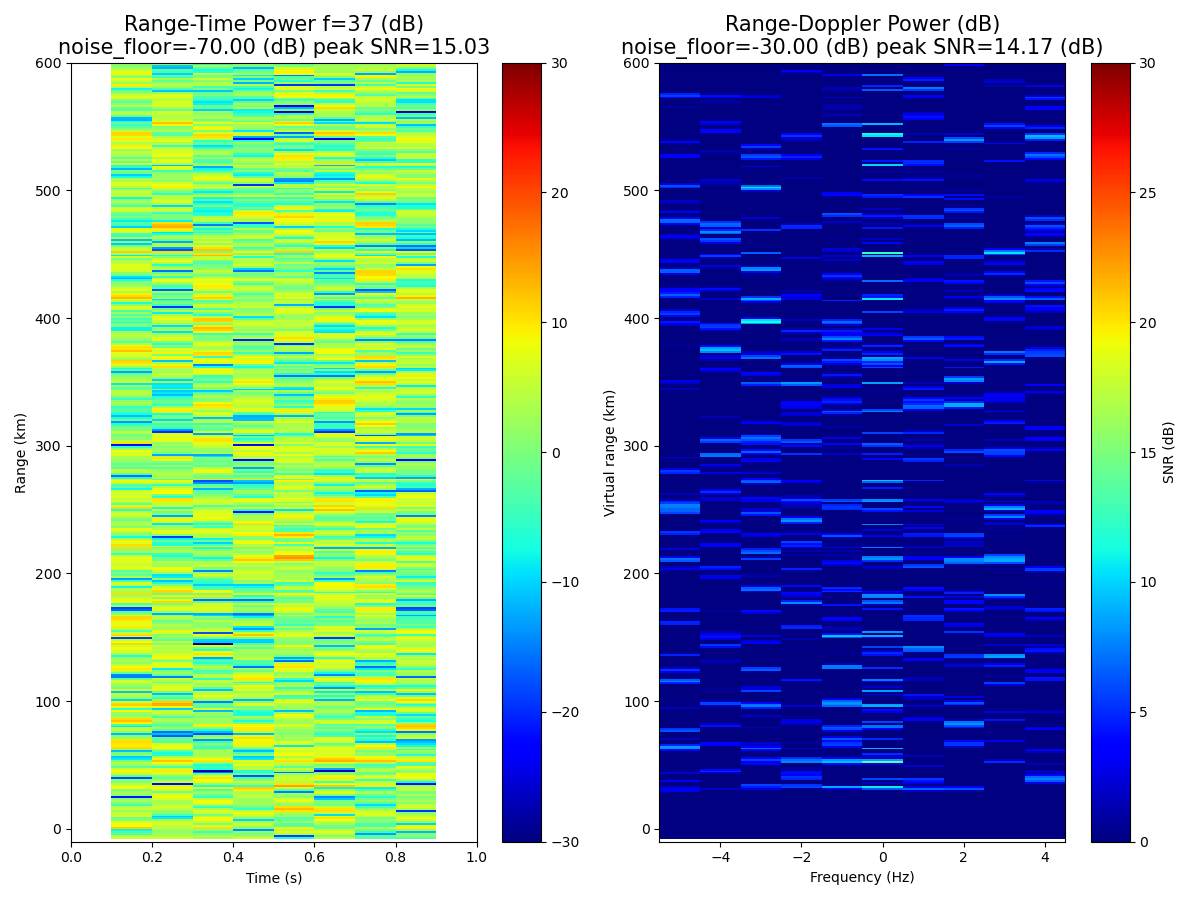 Range-Time Power f=37 (dB)
noise_floor=-70.00 (dB) peak SNR=15.03
600
500
400
300
200
100
0
Range (km)
0.0 0.2 0.4 0.6 0.8 1.0
Time (s)
30
20
10
0
−10
−20
−30
Range-Doppler Power (dB)
noise_floor=-30.00 (dB) peak SNR=14.17 (dB)
600
500
400
300
200
100
0
Virtual range (km)
−4 −2 0 2 4
Frequency (Hz)
30
25
20
15
10
5
0
SNR (dB)